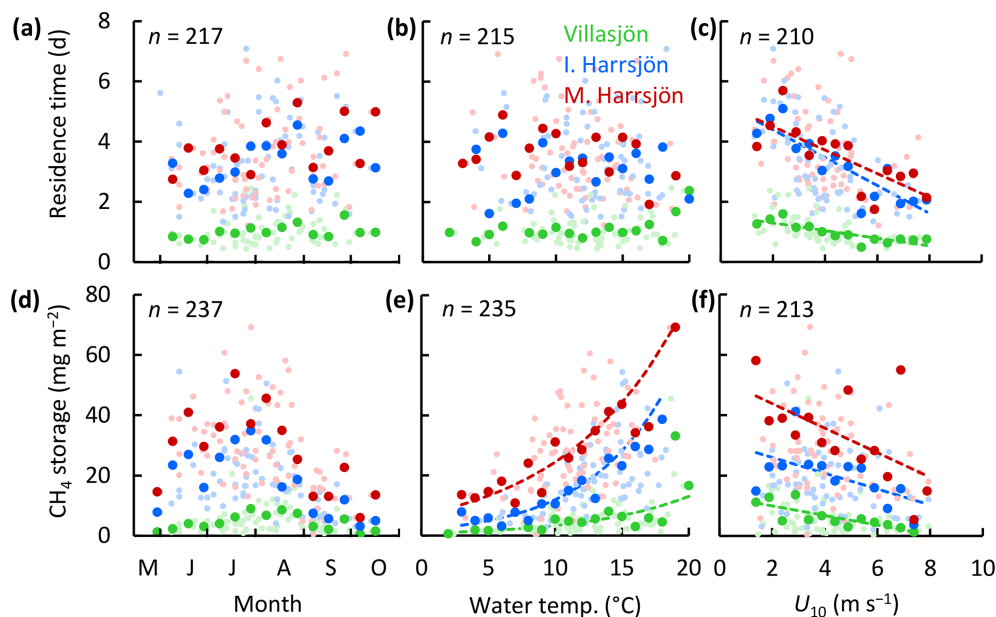 (a) n = 217
(b) n = 215
Villasjön
I. Harrsjön
M. Harrsjön
(c) n = 210
Residence time (d)
8
6
4
2
0
(d) n = 237
(e) n = 235
(f) n = 213
CH₄ storage (mg m⁻²)
80
60
40
20
0
M J J A S O
Month
0 5 10 15 20
Water temp. (°C)
0 2 4 6 8 10
U₁₀ (m s⁻¹)